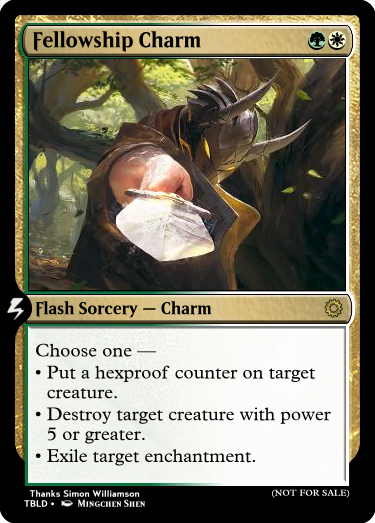 Fellowship Charm
Flash Sorcery — Charm
Choose one —
• Put a hexproof counter on target
creature.
• Destroy target creature with power
5 or greater.
• Exile target enchantment.
Thanks Simon Williamson
(NOT FOR SALE)
TBLD • Mingchen Shen